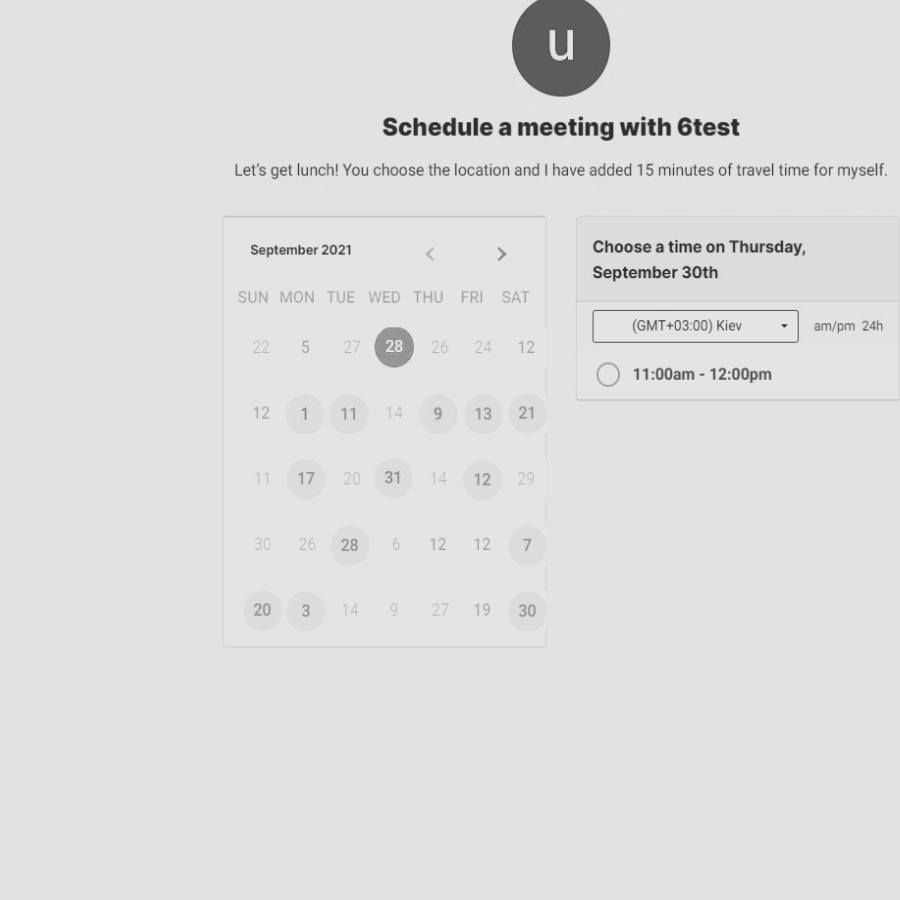 u
Schedule a meeting with 6test
Let's get lunch! You choose the location and I have added 15 minutes of travel time for myself.
September 2021
SUN MON TUE WED THU FRI SAT
22 5 27 28 26 24 12
12 1 11 14 9 13 21
11 17 20 31 14 12 29
30 26 28 6 12 12 7
20 3 14 9 27 19 30
Choose a time on Thursday,
September 30th
(GMT+03:00) Kiev am/pm 24h
11:00am - 12:00pm